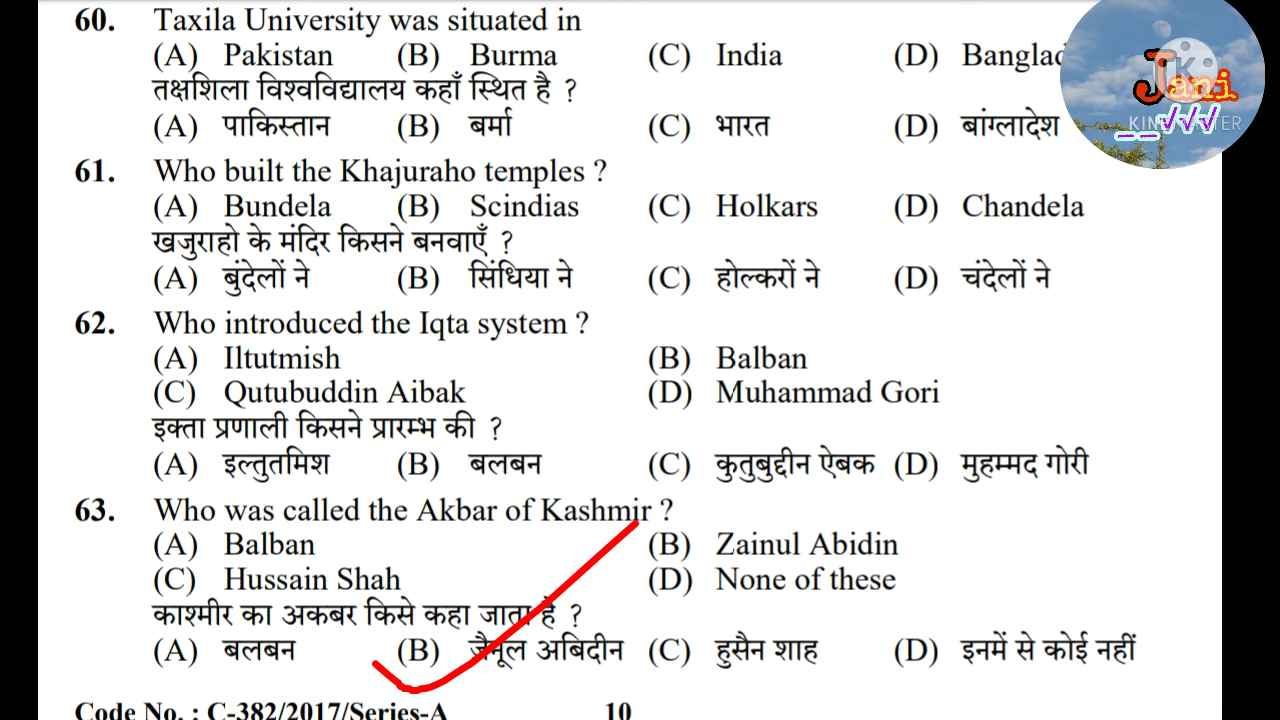 60. Taxila University was situated in
(A) Pakistan (B) Burma (C) India (D) Banglad
तक्षशिला विश्वविद्यालय कहाँ स्थित है ?
(A) पाकिस्तान (B) बर्मा (C) भारत (D) बांग्लादेश
61. Who built the Khajuraho temples ?
(A) Bundela (B) Scindias (C) Holkars (D) Chandela
खजुराहो के मंदिर किसने बनवाएँ ?
(A) बुंदेलों ने (B) सिंधिया ने (C) होल्करों ने (D) चंदेलों ने
62. Who introduced the Iqta system ?
(A) Iltutmish (B) Balban
(C) Qutubuddin Aibak (D) Muhammad Gori
इक्ता प्रणाली किसने प्रारम्भ की ?
(A) इल्तुतमिश (B) बलबन (C) कुतुबुद्दीन ऐबक (D) मुहम्मद गोरी
63. Who was called the Akbar of Kashmir ?
(A) Balban (B) Zainul Abidin
(C) Hussain Shah (D) None of these
काश्मीर का अकबर किसे कहा जाता है ?
(A) बलबन (B) जैनूल अबिदीन (C) हुसैन शाह (D) इनमें से कोई नहीं
Code No. : C-382/2017/Series-A 10
Jani
K
KINEMASTER